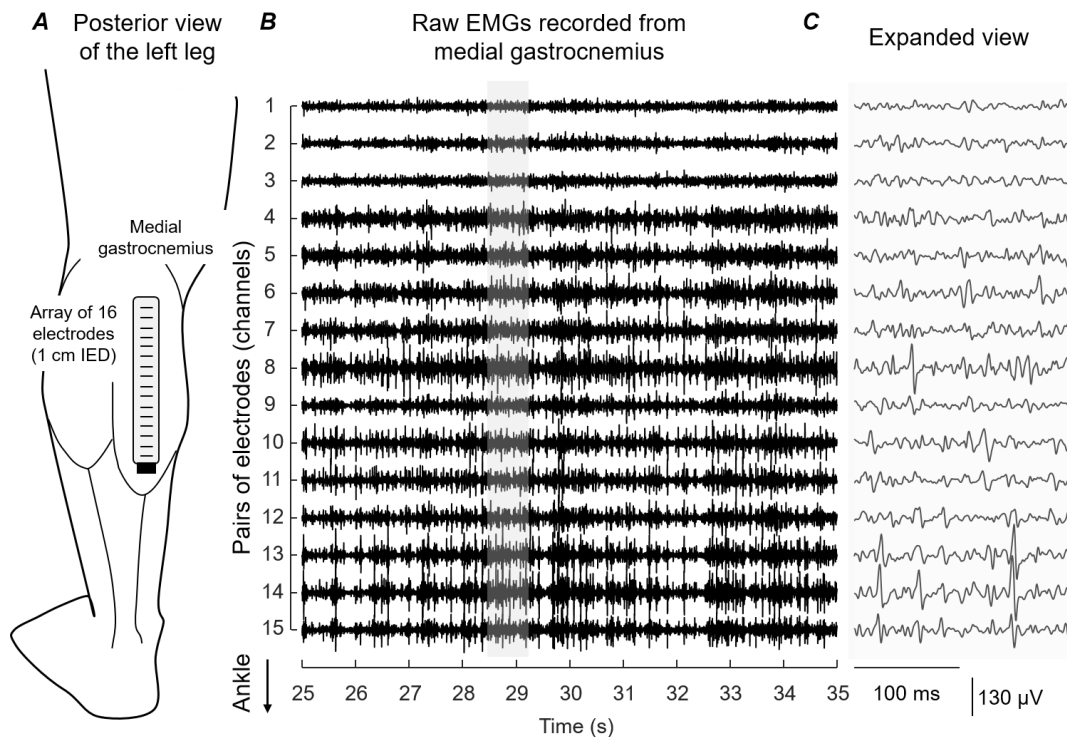 A Posterior view
of the left leg
B Raw EMGs recorded from
medial gastrocnemius
C
Expanded view
Medial
gastrocnemius
Array of 16
electrodes
(1 cm IED)
Pairs of electrodes (channels)
1
2
3
4
5
6
7
8
9
10
11
12
13
14
15
Ankle
25 26 27 28 29 30 31 32 33 34 35
Time (s)
100 ms
130 µV